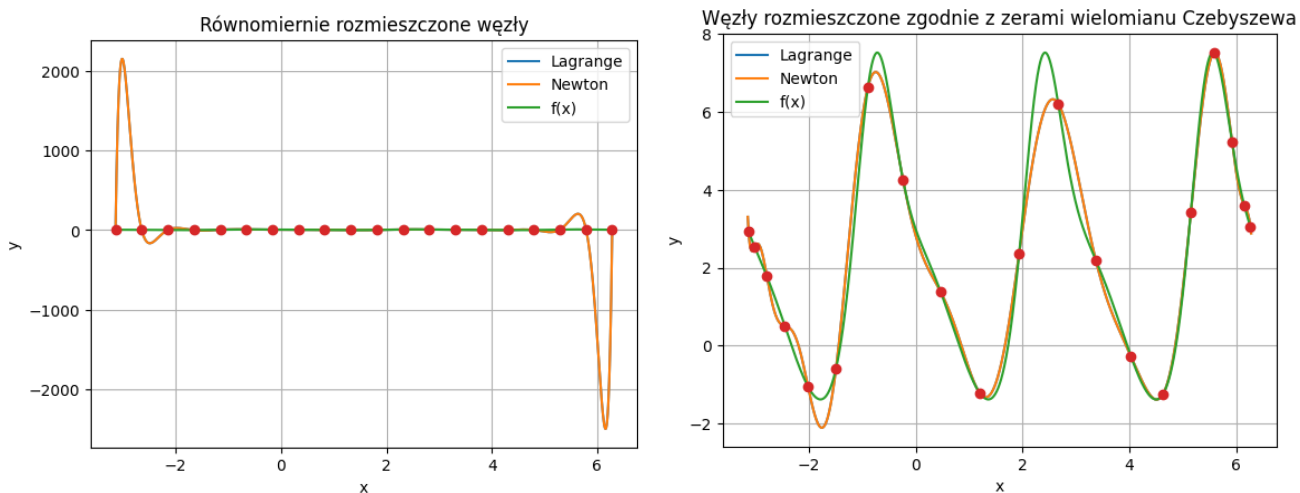 Równomiernie rozmieszczone węzły
Lagrange
Newton
f(x)
2000
1000
0
−1000
−2000
y
−2
0
2
4
6
x
Węzły rozmieszczone zgodnie z zerami wielomianu Czebyszewa
Lagrange
Newton
f(x)
8
6
4
2
0
−2
y
−2
0
2
4
6
x